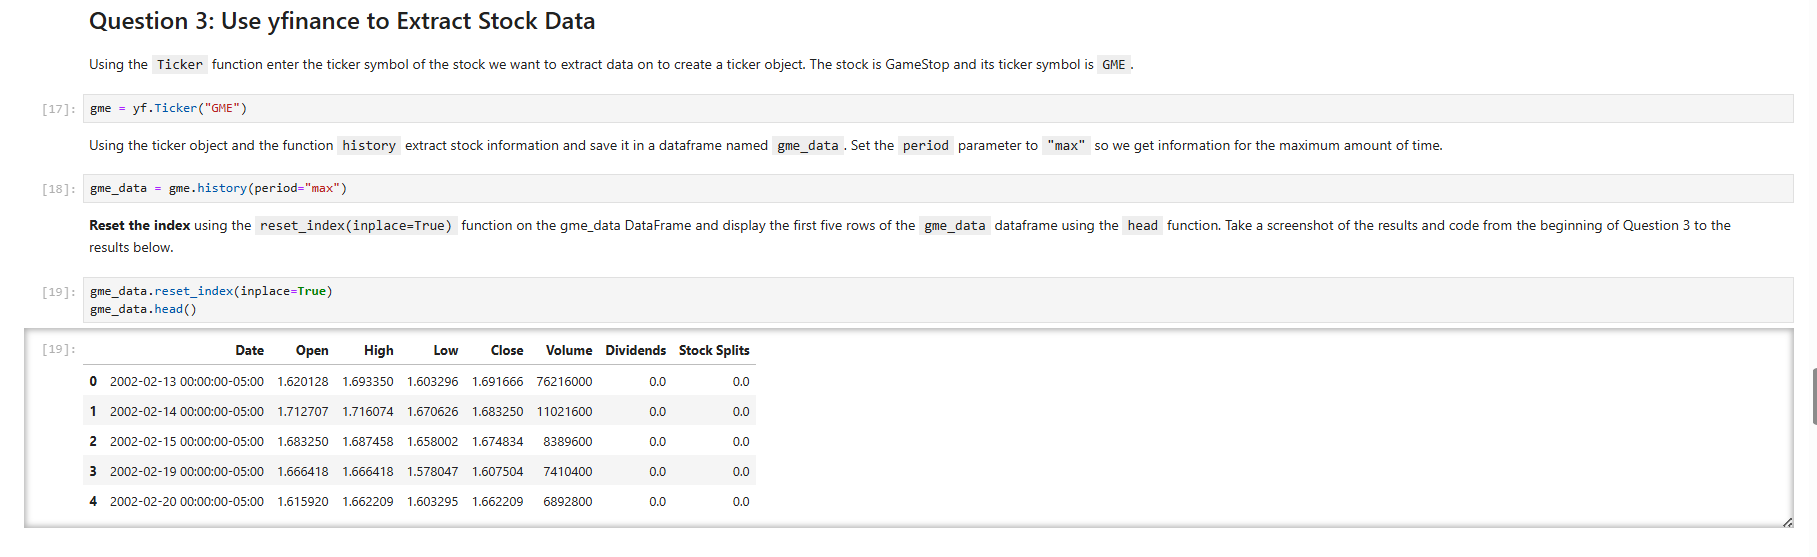 Question 3: Use yfinance to Extract Stock Data
Using the Ticker function enter the ticker symbol of the stock we want to extract data on to create a ticker object. The stock is GameStop and its ticker symbol is GME .
[17]: gme = yf.Ticker("GME")
Using the ticker object and the function history extract stock information and save it in a dataframe named gme_data . Set the period parameter to "max" so we get information for the maximum amount of time.
[18]: gme_data = gme.history(period="max")
Reset the index using the reset_index(inplace=True) function on the gme_data DataFrame and display the first five rows of the gme_data dataframe using the head function. Take a screenshot of the results and code from the beginning of Question 3 to the
results below.
[19]: gme_data.reset_index(inplace=True)
gme_data.head()
[19]: Date Open High Low Close Volume Dividends Stock Splits
0 2002-02-13 00:00:00-05:00 1.620128 1.693350 1.603296 1.691666 76216000 0.0 0.0
1 2002-02-14 00:00:00-05:00 1.712707 1.716074 1.670626 1.683250 11021600 0.0 0.0
2 2002-02-15 00:00:00-05:00 1.683250 1.687458 1.658002 1.674834 8389600 0.0 0.0
3 2002-02-19 00:00:00-05:00 1.666418 1.666418 1.578047 1.607504 7410400 0.0 0.0
4 2002-02-20 00:00:00-05:00 1.615920 1.662209 1.603295 1.662209 6892800 0.0 0.0